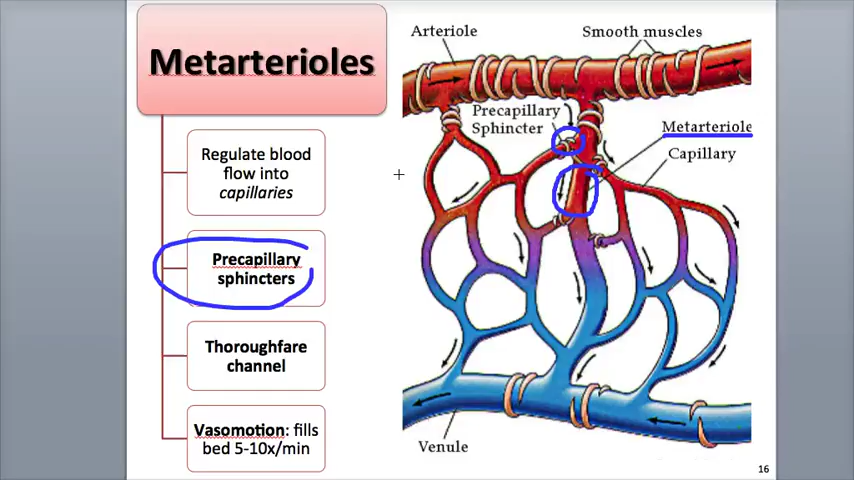 Metarterioles
Regulate blood
flow into
capillaries
Precapillary
sphincters
Thoroughfare
channel
Vasomotion: fills
bed 5-10x/min
Arteriole
Smooth muscles
Precapillary
Sphincter
Metarteriole
Capillary
Venule
16